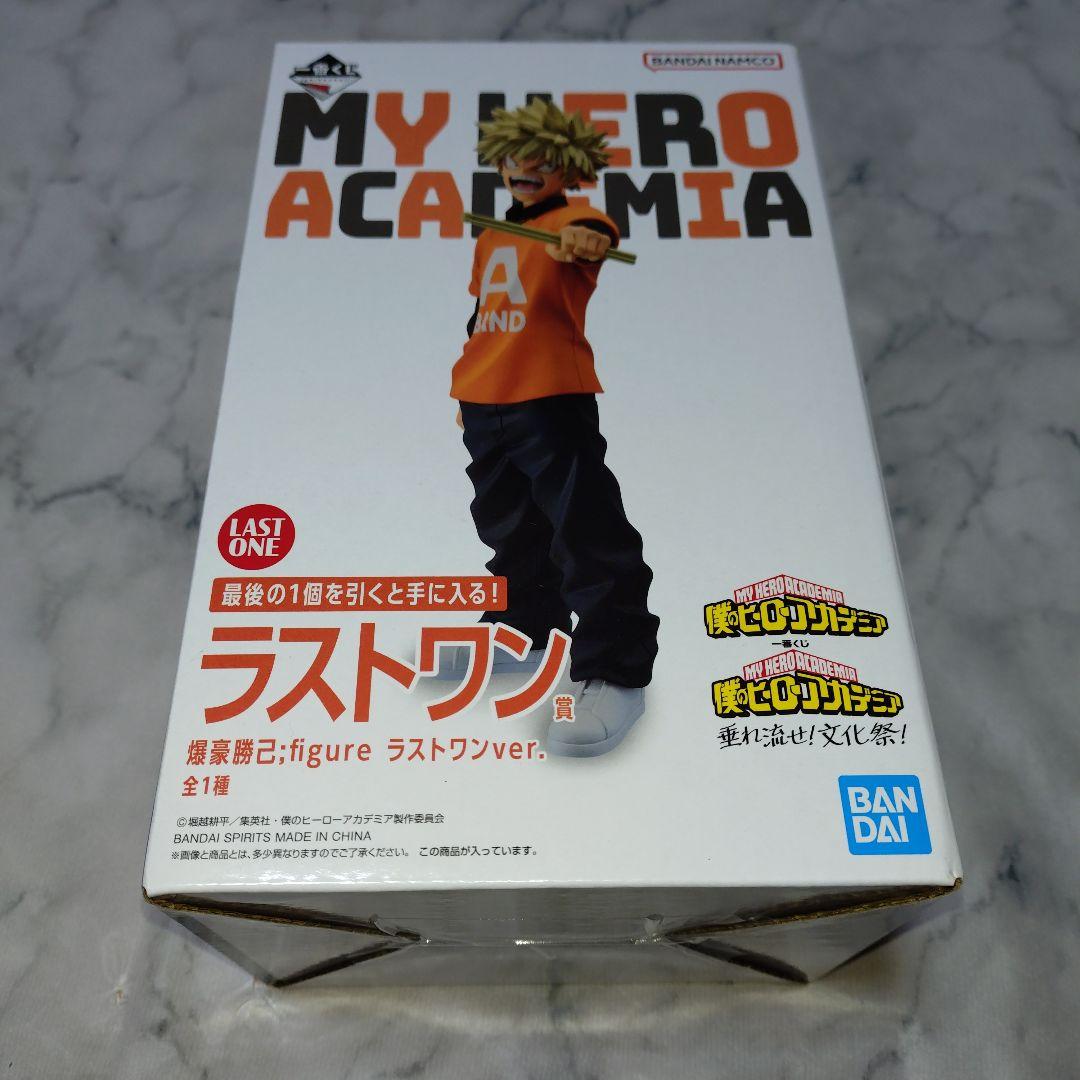 一番くじ
BANDAI NAMCO
MY HERO
ACADEMIA
A
BAND
LAST
ONE
最後の1個を引くと手に入る!
ラストワン賞
爆豪勝己;figure ラストワンver.
全1種
©堀越耕平/集英社・僕のヒーローアカデミア製作委員会
BANDAI SPIRITS MADE IN CHINA
※画像と商品とは、多少異なりますのでご了承ください。 この商品が入っています。
MY HERO ACADEMIA
僕のヒーローアカデミア
一番くじ
MY HERO ACADEMIA
僕のヒーローアカデミア
垂れ流せ!文化祭!
BAN
DAI